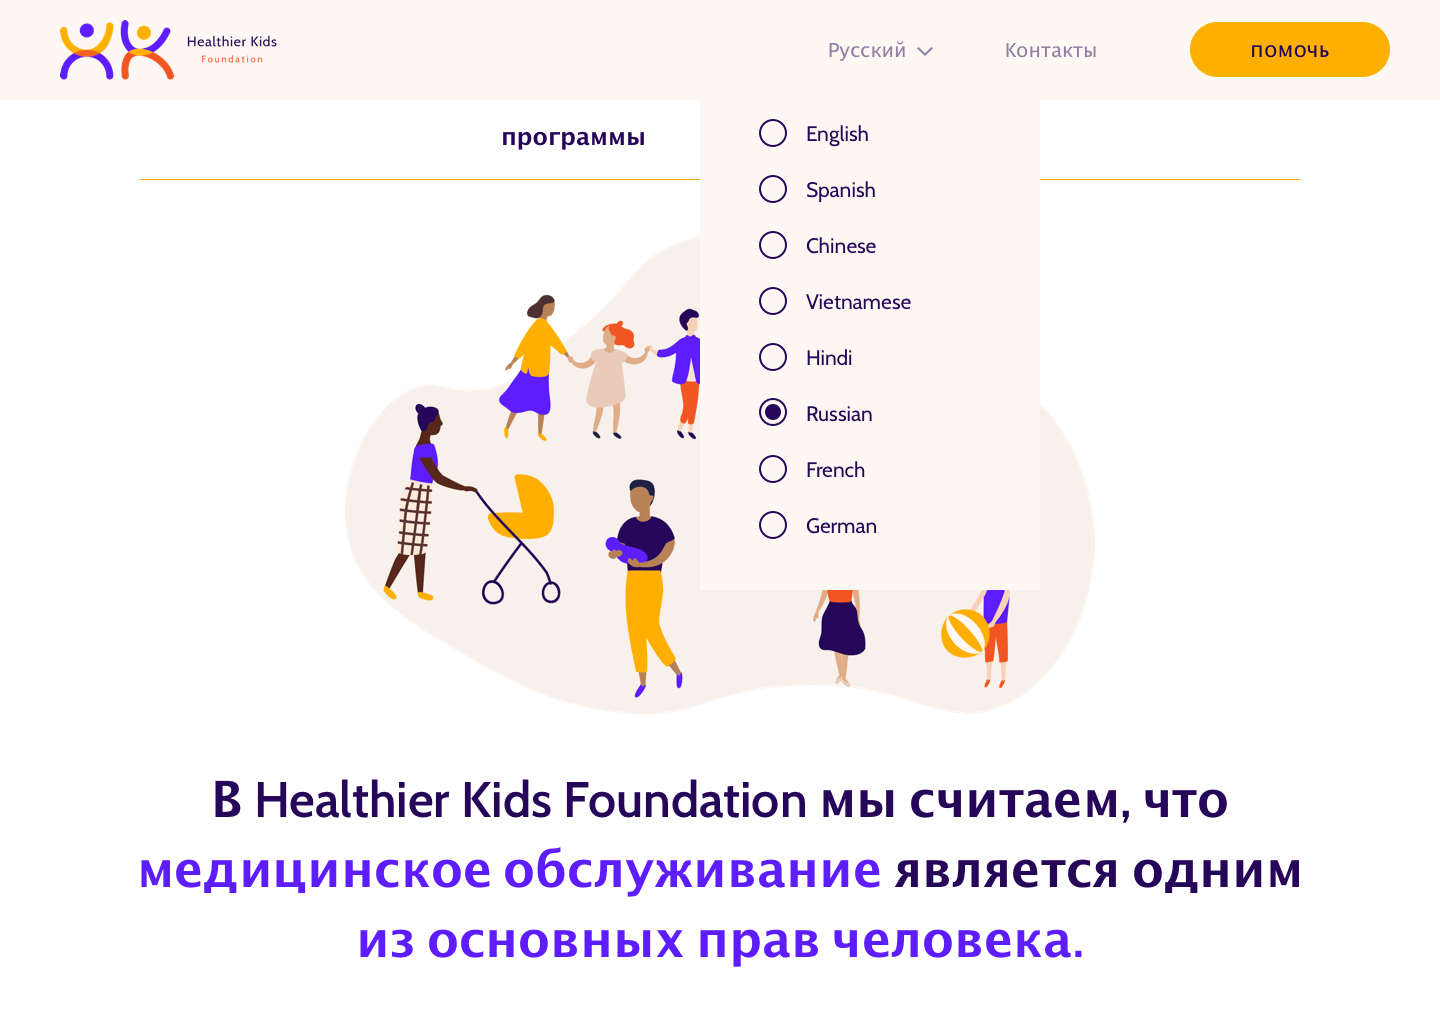 Healthier Kids
Foundation
Русский
Контакты
ПОМОЧЬ
программы
English
Spanish
Chinese
Vietnamese
Hindi
Russian
French
German
В Healthier Kids Foundation мы считаем, что
медицинское обслуживание является одним
из основных прав человека.